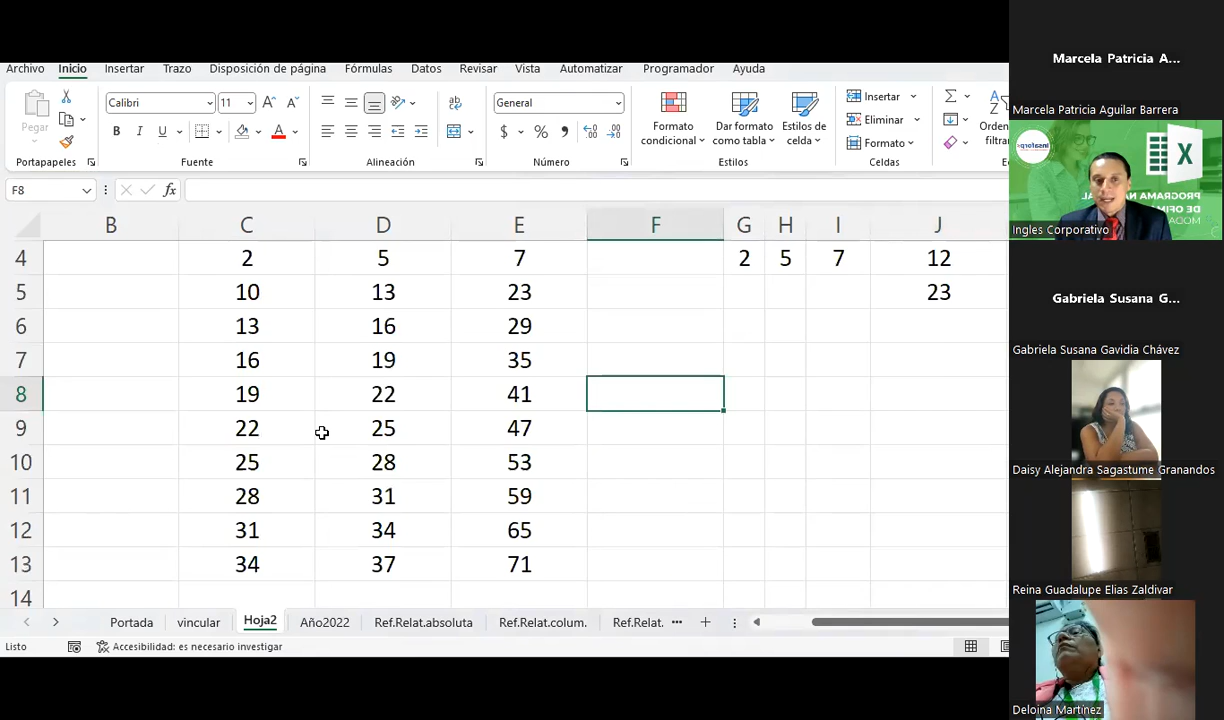 Archivo Inicio Insertar Trazo Disposición de página Fórmulas Datos Revisar Vista Automatizar Programador Ayuda
Pegar
Calibri 11
General
Formato condicional
Dar formato como tabla
Estilos de celda
Insertar
Eliminar
Formato
Portapapeles Fuente Alineación Número Estilos Celdas
F8
B C D E F G H I J
4 2 5 7 2 5 7 12
5 10 13 23 23
6 13 16 29
7 16 19 35
8 19 22 41
9 22 25 47
10 25 28 53
11 28 31 59
12 31 34 65
13 34 37 71
14
Portada vincular Hoja2 Año2022 Ref.Relat.absoluta Ref.Relat.colum. Ref.Relat. ...
Listo Accesibilidad: es necesario investigar
Marcela Patricia A...
Marcela Patricia Aguilar Barrera
Ingles Corporativo
Gabriela Susana G...
Gabriela Susana Gavidia Chávez
Daisy Alejandra Sagastume Granandos
Reina Guadalupe Elias Zaldivar
Deloina Martínez